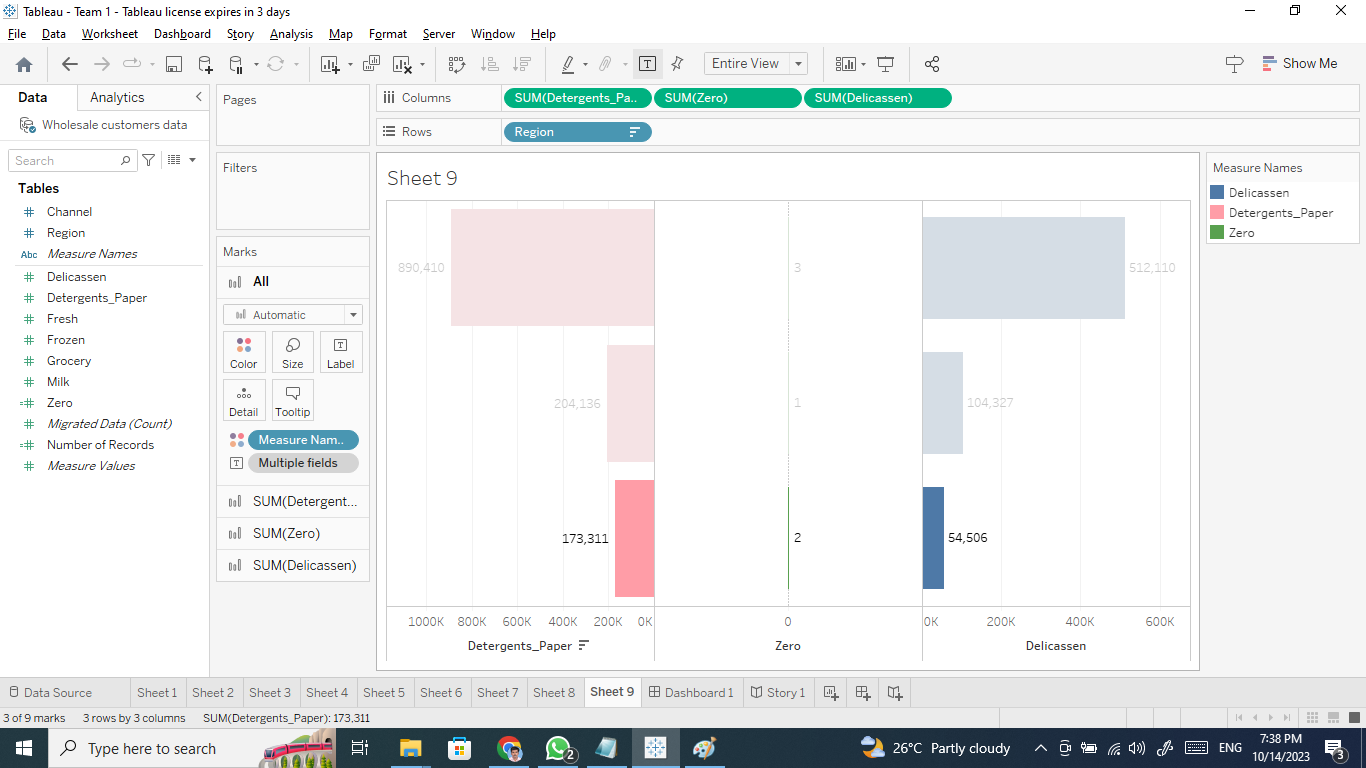 Tableau - Team 1 - Tableau license expires in 3 days
File Data Worksheet Dashboard Story Analysis Map Format Server Window Help
Entire View
Show Me
Data Analytics
Wholesale customers data
Search
Tables
Channel
Region
Abc Measure Names
Delicassen
Detergents_Paper
Fresh
Frozen
Grocery
Milk
Zero
Migrated Data (Count)
Number of Records
Measure Values
Pages
Filters
Marks
All
Automatic
Color Size Label
Detail Tooltip
Measure Nam..
Multiple fields
SUM(Detergent...
SUM(Zero)
SUM(Delicassen)
Columns SUM(Detergents_Pa.. SUM(Zero) SUM(Delicassen)
Rows Region
Sheet 9
890,410 3 512,110
204,136 1 104,327
173,311 2 54,506
1000K 800K 600K 400K 200K 0K 0 0K 200K 400K 600K
Detergents_Paper Zero Delicassen
Measure Names
Delicassen
Detergents_Paper
Zero
Data Source Sheet 1 Sheet 2 Sheet 3 Sheet 4 Sheet 5 Sheet 6 Sheet 7 Sheet 8 Sheet 9 Dashboard 1 Story 1
3 of 9 marks 3 rows by 3 columns SUM(Detergents_Paper): 173,311
Type here to search
2
26°C Partly cloudy
ENG
7:38 PM
10/14/2023
3